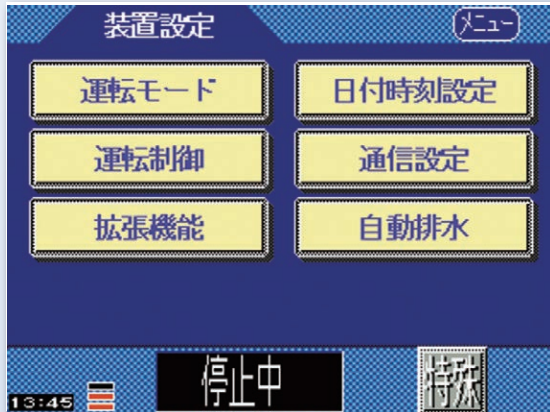 装置設定 メニュー
運転モード 日付時刻設定
運転制御 通信設定
拡張機能 自動排水
停止中 特殊
13:45